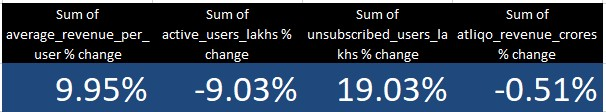 Sum of
average_revenue_per_
user % change
9.95%
Sum of
active_users_lakhs %
change
-9.03%
Sum of
unsubscribed_users_la
khs % change
19.03%
Sum of
atliqo_revenue_crores
% change
-0.51%